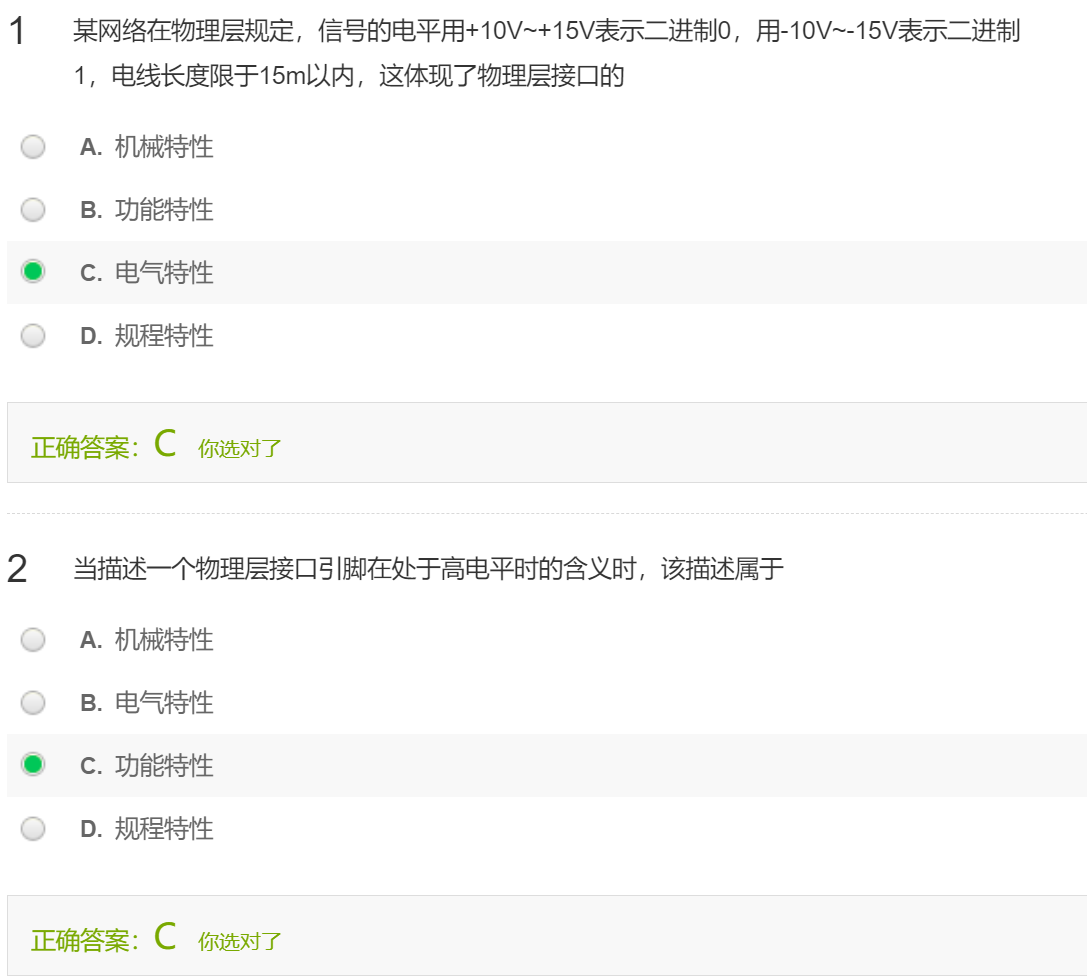 1 某网络在物理层规定，信号的电平用+10V~+15V表示二进制0，用-10V~-15V表示二进制
1，电线长度限于15m以内，这体现了物理层接口的
A. 机械特性
B. 功能特性
C. 电气特性
D. 规程特性
正确答案：C 你选对了
2 当描述一个物理层接口引脚在处于高电平时的含义时，该描述属于
A. 机械特性
B. 电气特性
C. 功能特性
D. 规程特性
正确答案：C 你选对了